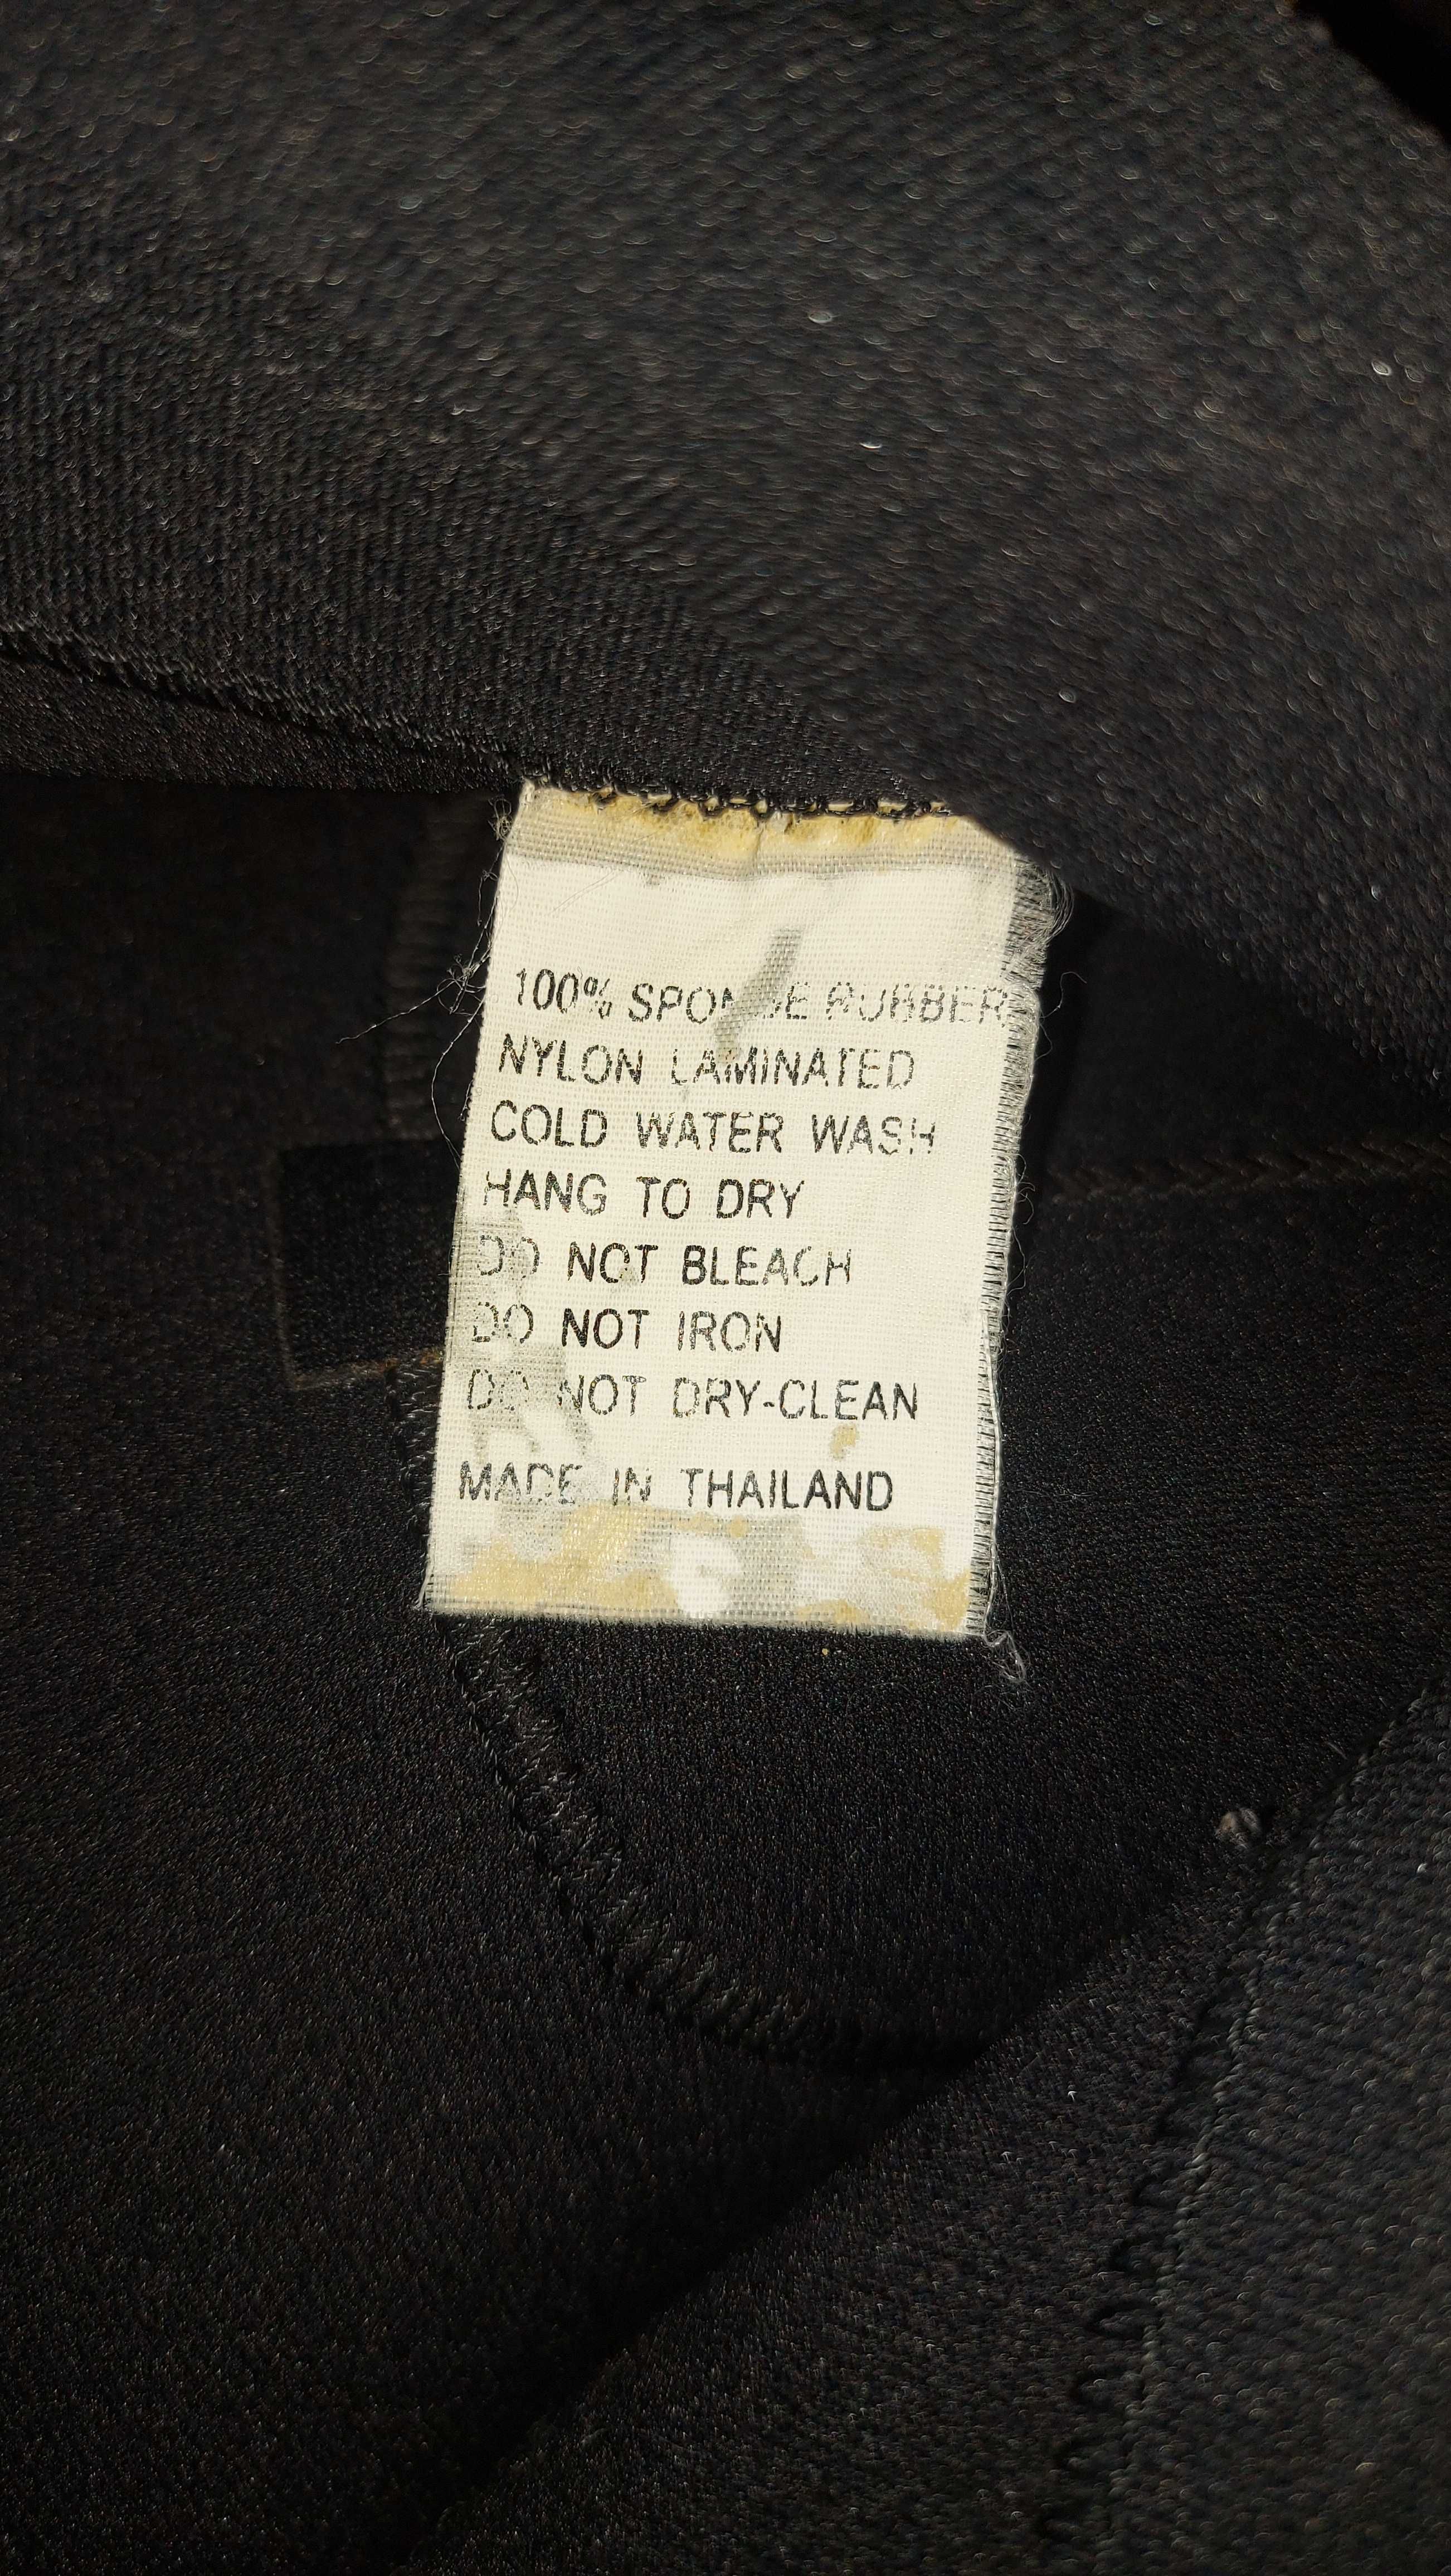 100% SPONGE RUBBER
NYLON LAMINATED
COLD WATER WASH
HANG TO DRY
DO NOT BLEACH
DO NOT IRON
DO NOT DRY-CLEAN
MADE IN THAILAND